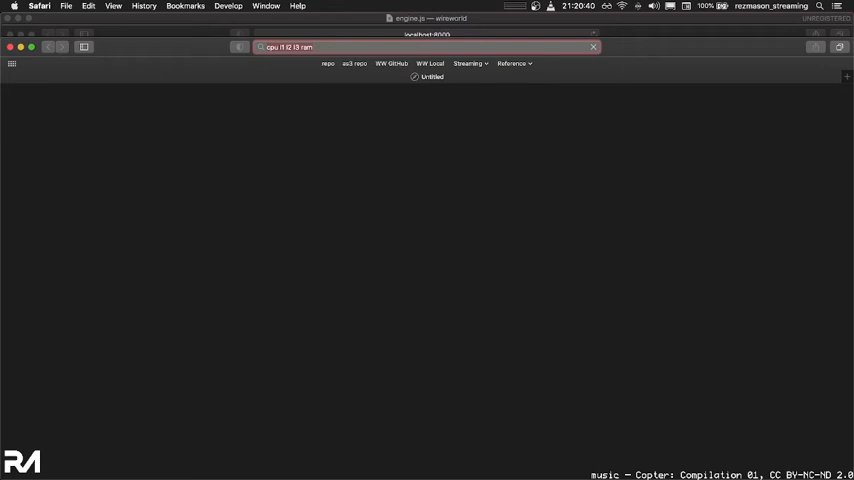 Safari File Edit View History Bookmarks Develop Window Help 100% 21:20:40 rezmason_streaming
engine.js — wireworld UNREGISTERED
localhost:8000
cpu l1 l2 l3 ram
repo as3 repo WW GitHub WW Local Streaming Reference
Untitled
RM
music — Copter: Compilation 01, CC BY-NC-ND 2.0